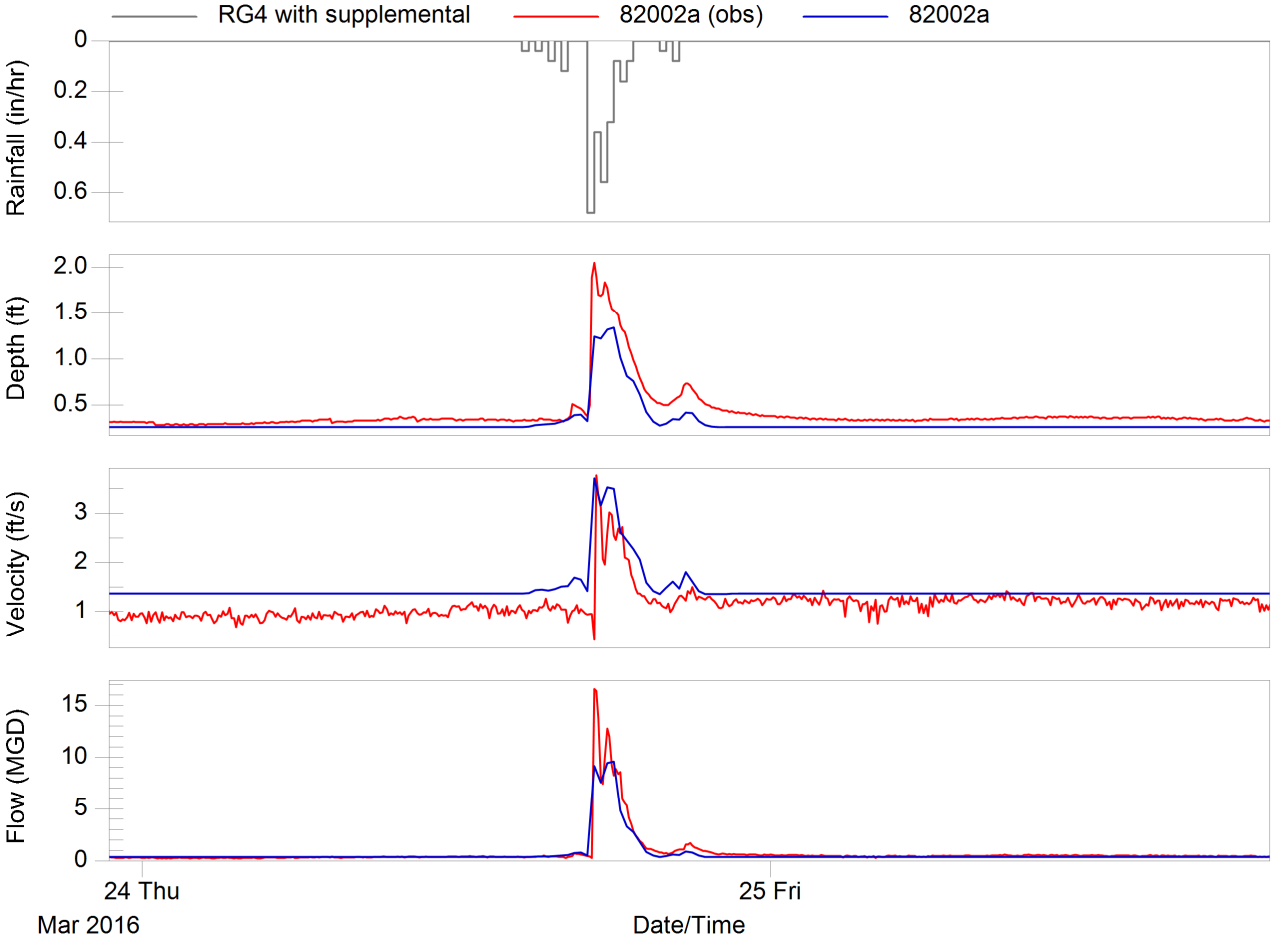 RG4 with supplemental 82002a (obs) 82002a
Rainfall (in/hr)
0
0.2
0.4
0.6
Depth (ft)
2.0
1.5
1.0
0.5
Velocity (ft/s)
3
2
1
Flow (MGD)
15
10
5
0
24 Thu 25 Fri
Mar 2016 Date/Time